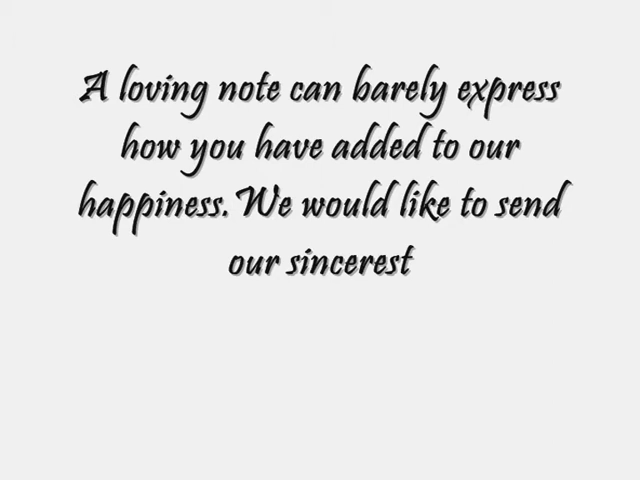 A loving note can barely express
how you have added to our
happiness. We would like to send
our sincerest